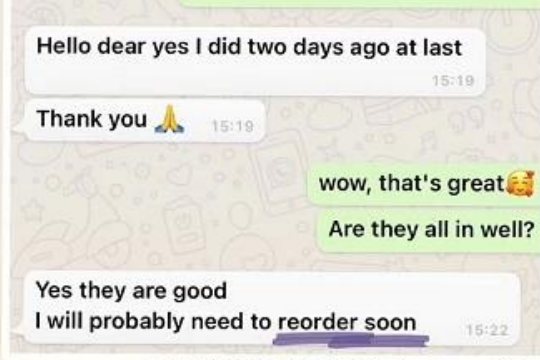 Hello dear yes I did two days ago at last
15:19
Thank you 🙏 15:19
wow, that's great🥰
Are they all in well?
Yes they are good
I will probably need to reorder soon 15:22